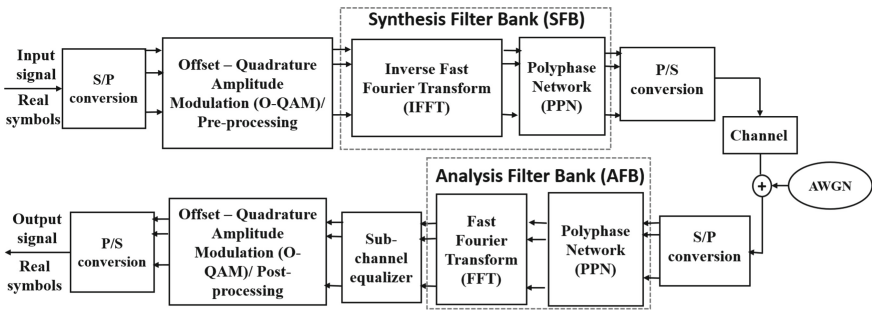 Synthesis Filter Bank (SFB)
Input
signal
Real
symbols
S/P
conversion
Offset – Quadrature
Amplitude
Modulation (O-QAM)/
Pre-processing
Inverse Fast
Fourier Transform
(IFFT)
Polyphase
Network
(PPN)
P/S
conversion
Channel
+
AWGN
Analysis Filter Bank (AFB)
Output
signal
Real
symbols
P/S
conversion
Offset – Quadrature
Amplitude
Modulation (O-
QAM)/ Post-
processing
Sub-
channel
equalizer
Fast
Fourier
Transform
(FFT)
Polyphase
Network
(PPN)
S/P
conversion